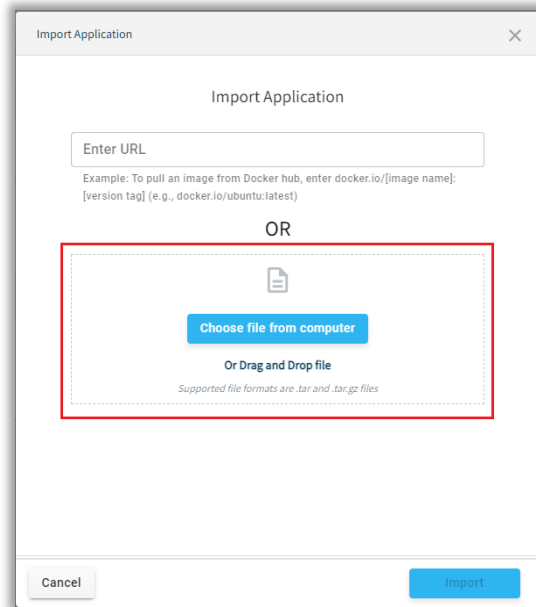 Import Application
Import Application
Enter URL
Example: To pull an image from Docker hub, enter docker.io/[image name]:
[version tag] (e.g., docker.io/ubuntu:latest)
OR
Choose file from computer
Or Drag and Drop file
Supported file formats are .tar and .tar.gz files
Cancel
Import